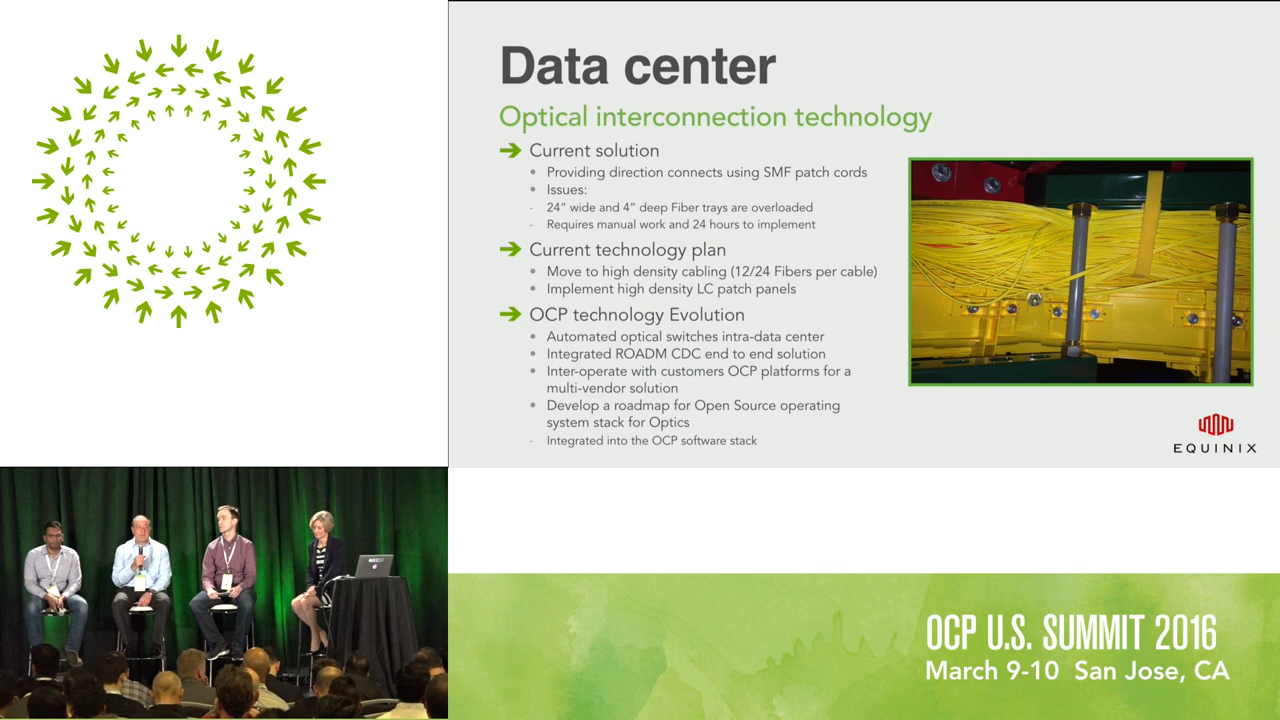 Data center
Optical interconnection technology
Current solution
• Providing direction connects using SMF patch cords
• Issues:
- 24” wide and 4” deep Fiber trays are overloaded
- Requires manual work and 24 hours to implement
Current technology plan
• Move to high density cabling (12/24 Fibers per cable)
• Implement high density LC patch panels
OCP technology Evolution
• Automated optical switches intra-data center
• Integrated ROADM CDC end to end solution
• Inter-operate with customers OCP platforms for a
multi-vendor solution
• Develop a roadmap for Open Source operating
system stack for Optics
- Integrated into the OCP software stack
EQUINIX
OCP U.S. SUMMIT 2016
March 9-10 San Jose, CA